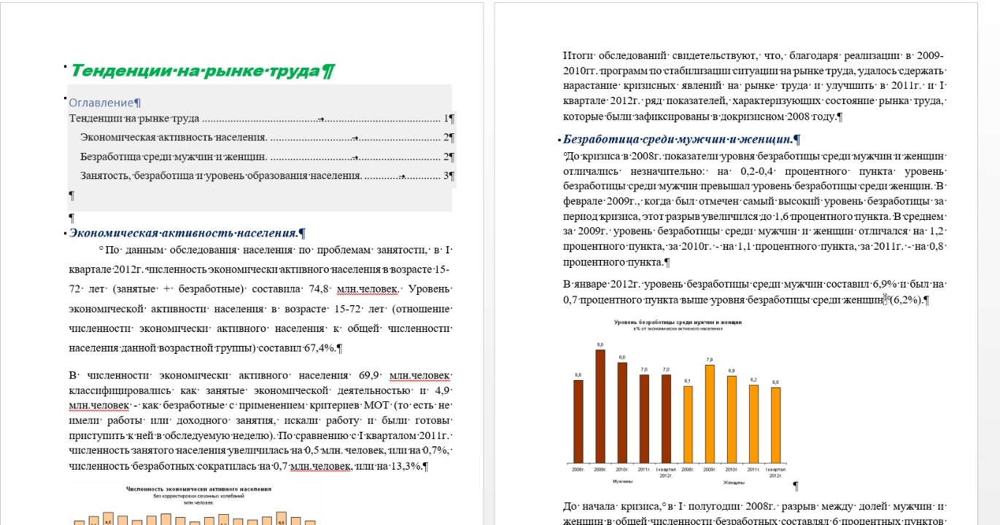 Тенденции на рынке труда¶
Оглавление¶
Тенденции на рынке труда ........................................ 1¶
Экономическая активность населения. ........................................ 2¶
Безработица среди мужчин и женщин. ........................................ 2¶
Занятость, безработица и уровень образования населения. ........................ 3¶
¶
¶
Экономическая активность населения.¶
По данным обследования населения по проблемам занятости, в I
квартале 2012г. численность экономически активного населения в возрасте 15-
72 лет (занятые + безработные) составила 74,8 млн.человек. Уровень
экономической активности населения в возрасте 15-72 лет (отношение
численности экономически активного населения к общей численности
населения данной возрастной группы) составил 67,4%.¶
В численности экономически активного населения 69,9 млн.человек
классифицировались как занятые экономической деятельностью и 4,9
млн.человек - как безработные с применением критериев МОТ (то есть не
имели работы или доходного занятия, искали работу и были готовы
приступить к ней в обследуемую неделю). По сравнению с I кварталом 2011г.
численность занятого населения увеличилась на 0,5 млн. человек, или на 0,7%,
численность безработных сократилась на 0,7 млн.человек, или на 13,3%.¶
Численность экономически активного населения
без корректировки сезонных колебаний
млн.человек
Итоги обследований свидетельствуют, что, благодаря реализации в 2009-
2010гг. программ по стабилизации ситуации на рынке труда, удалось сдержать
нарастание кризисных явлений на рынке труда и улучшить в 2011г. и I
квартале 2012г. ряд показателей, характеризующих состояние рынка труда,
которые были зафиксированы в докризисном 2008 году.¶
Безработица среди мужчин и женщин.¶
До кризиса в 2008г. показатели уровня безработицы среди мужчин и женщин
отличались незначительно: на 0,2-0,4 процентного пункта уровень
безработицы среди мужчин превышал уровень безработицы среди женщин. В
феврале 2009г., когда был отмечен самый высокий уровень безработицы за
период кризиса, этот разрыв увеличился до 1,6 процентного пункта. В среднем
за 2009г. уровень безработицы среди мужчин и женщин отличался на 1,2
процентного пункта, за 2010г. - на 1,1 процентного пункта, за 2011г. - на 0,8
процентного пункта.¶
В январе 2012г. уровень безработицы среди мужчин составил 6,9% и был на
0,7 процентного пункта выше уровня безработицы среди женщин (6,2%).¶
Уровень безработицы среди мужчин и женщин
в % от экономически активного населения
6,6 9,0 8,0 7,0 7,0 6,1 7,8 6,9 6,2 6,0
2008г. 2009г. 2010г. 2011г. I квартал 2008г. 2009г. 2010г. 2011г. I квартал
2012г. 2012г.
Мужчины Женщины
¶
До начала кризиса, в I полугодии 2008г. разрыв между долей мужчин и
женщин в общей численности безработных составлял 6 процентных пунктов